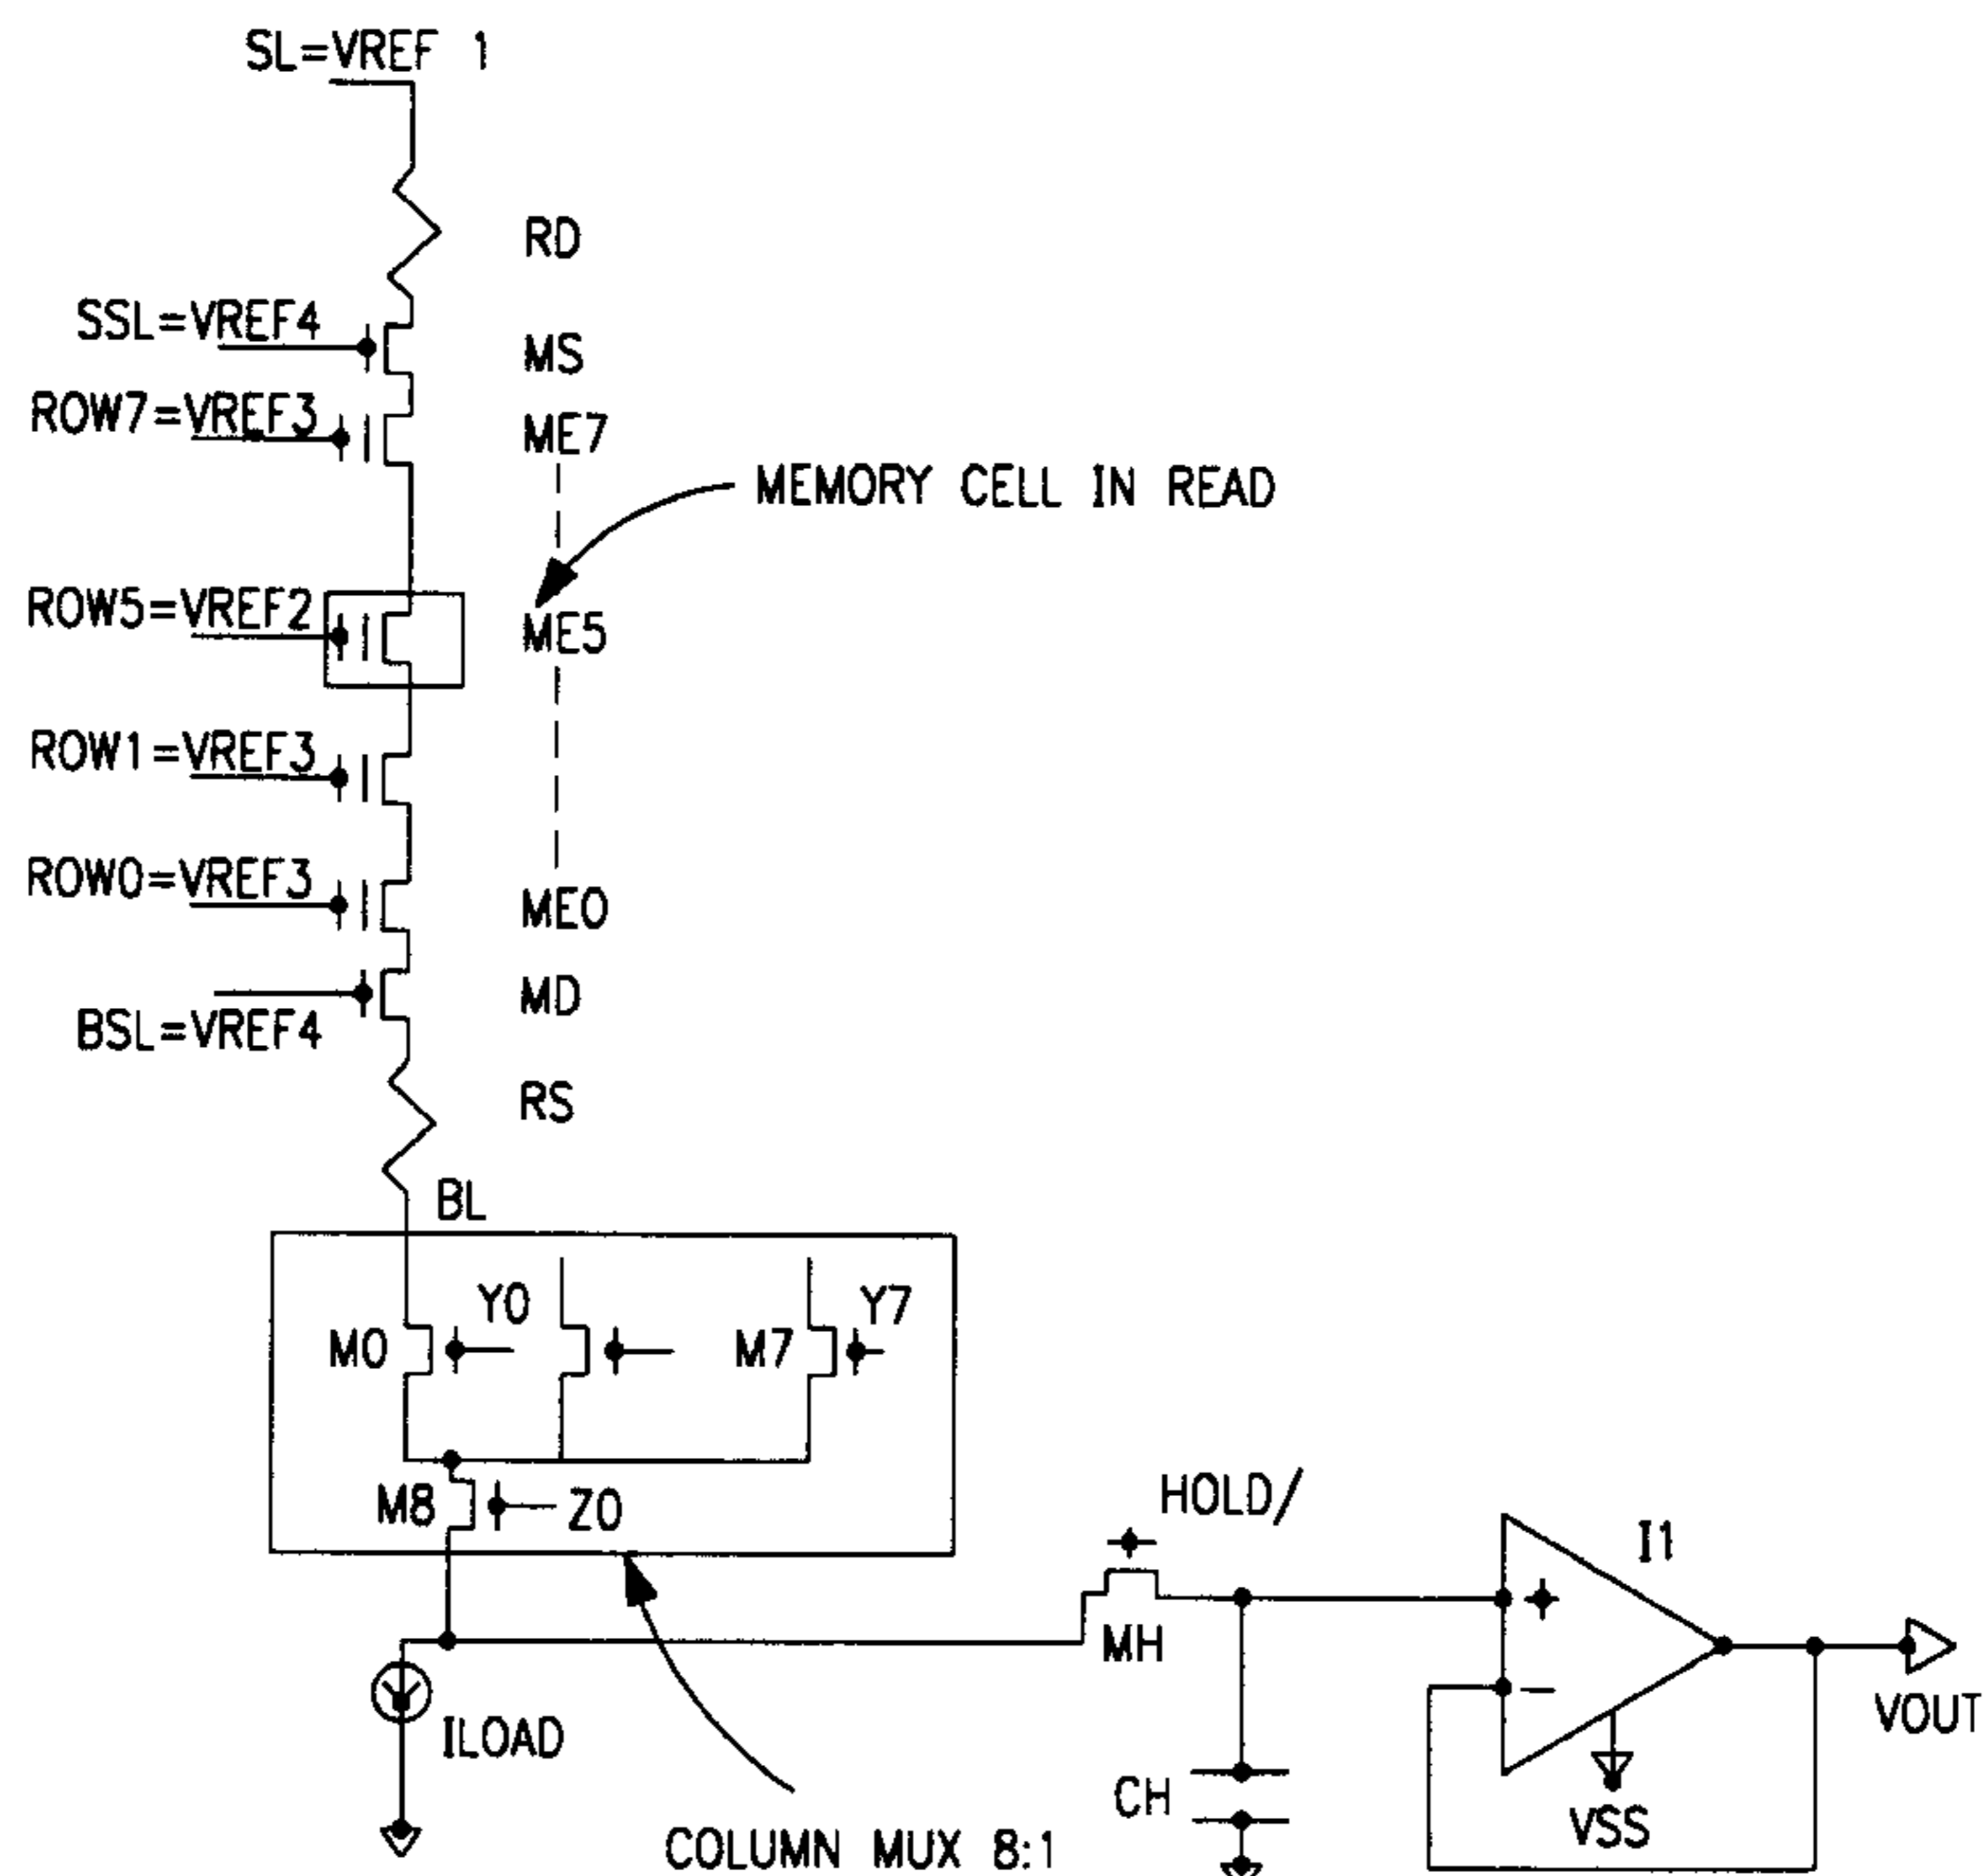 SL=VREF 1
RD
SSL=VREF4
MS
ROW7=VREF3
ME7
MEMORY CELL IN READ
ROW5=VREF2
ME5
ROW1=VREF3
ROW0=VREF3
ME0
MD
BSL=VREF4
RS
BL
Y0
Y7
M0
M7
M8
Z0
HOLD/
I1
+
MH
−
VOUT
ILOAD
CH
VSS
COLUMN MUX 8:1